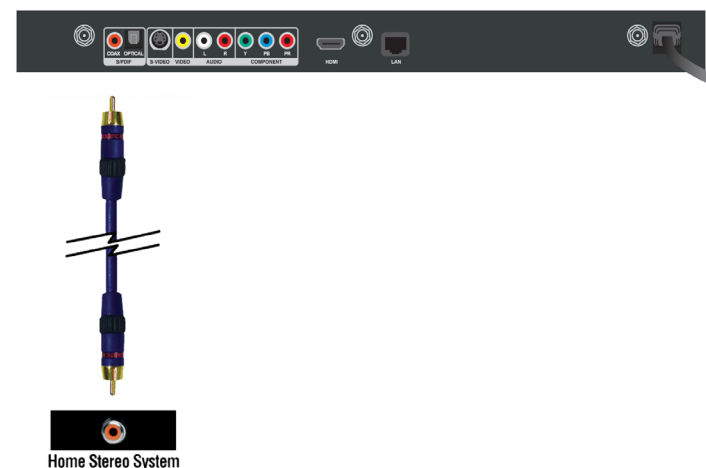 COAX OPTICAL L R Y PB PR
S/PDIF S-VIDEO VIDEO AUDIO COMPONENT HDMI LAN
Home Stereo System